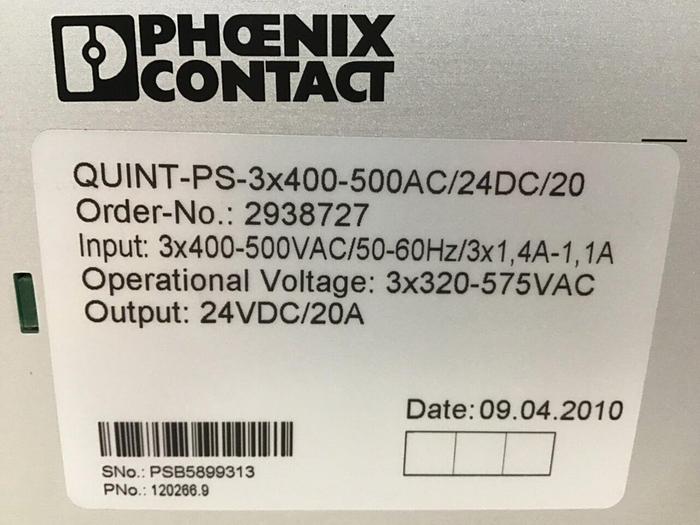 PHŒNIX
CONTACT
QUINT-PS-3x400-500AC/24DC/20
Order-No.: 2938727
Input: 3x400-500VAC/50-60Hz/3x1,4A-1,1A
Operational Voltage: 3x320-575VAC
Output: 24VDC/20A
Date: 09.04.2010
SNo.: PSB5899313
PNo.: 120266.9